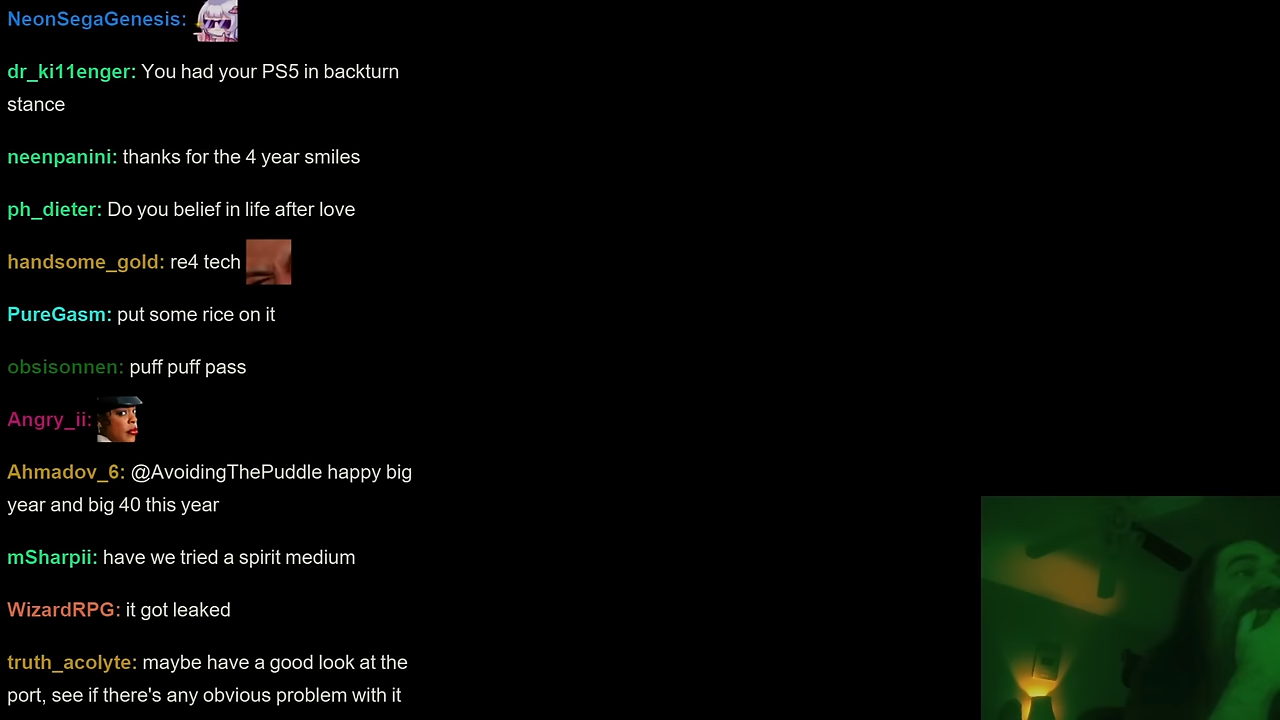 NeonSegaGenesis:
dr_ki11enger: You had your PS5 in backturn
stance
neenpanini: thanks for the 4 year smiles
ph_dieter: Do you belief in life after love
handsome_gold: re4 tech
PureGasm: put some rice on it
obsisonnen: puff puff pass
Angry_ii:
Ahmadov_6: @AvoidingThePuddle happy big
year and big 40 this year
mSharpii: have we tried a spirit medium
WizardRPG: it got leaked
truth_acolyte: maybe have a good look at the
port, see if there's any obvious problem with it